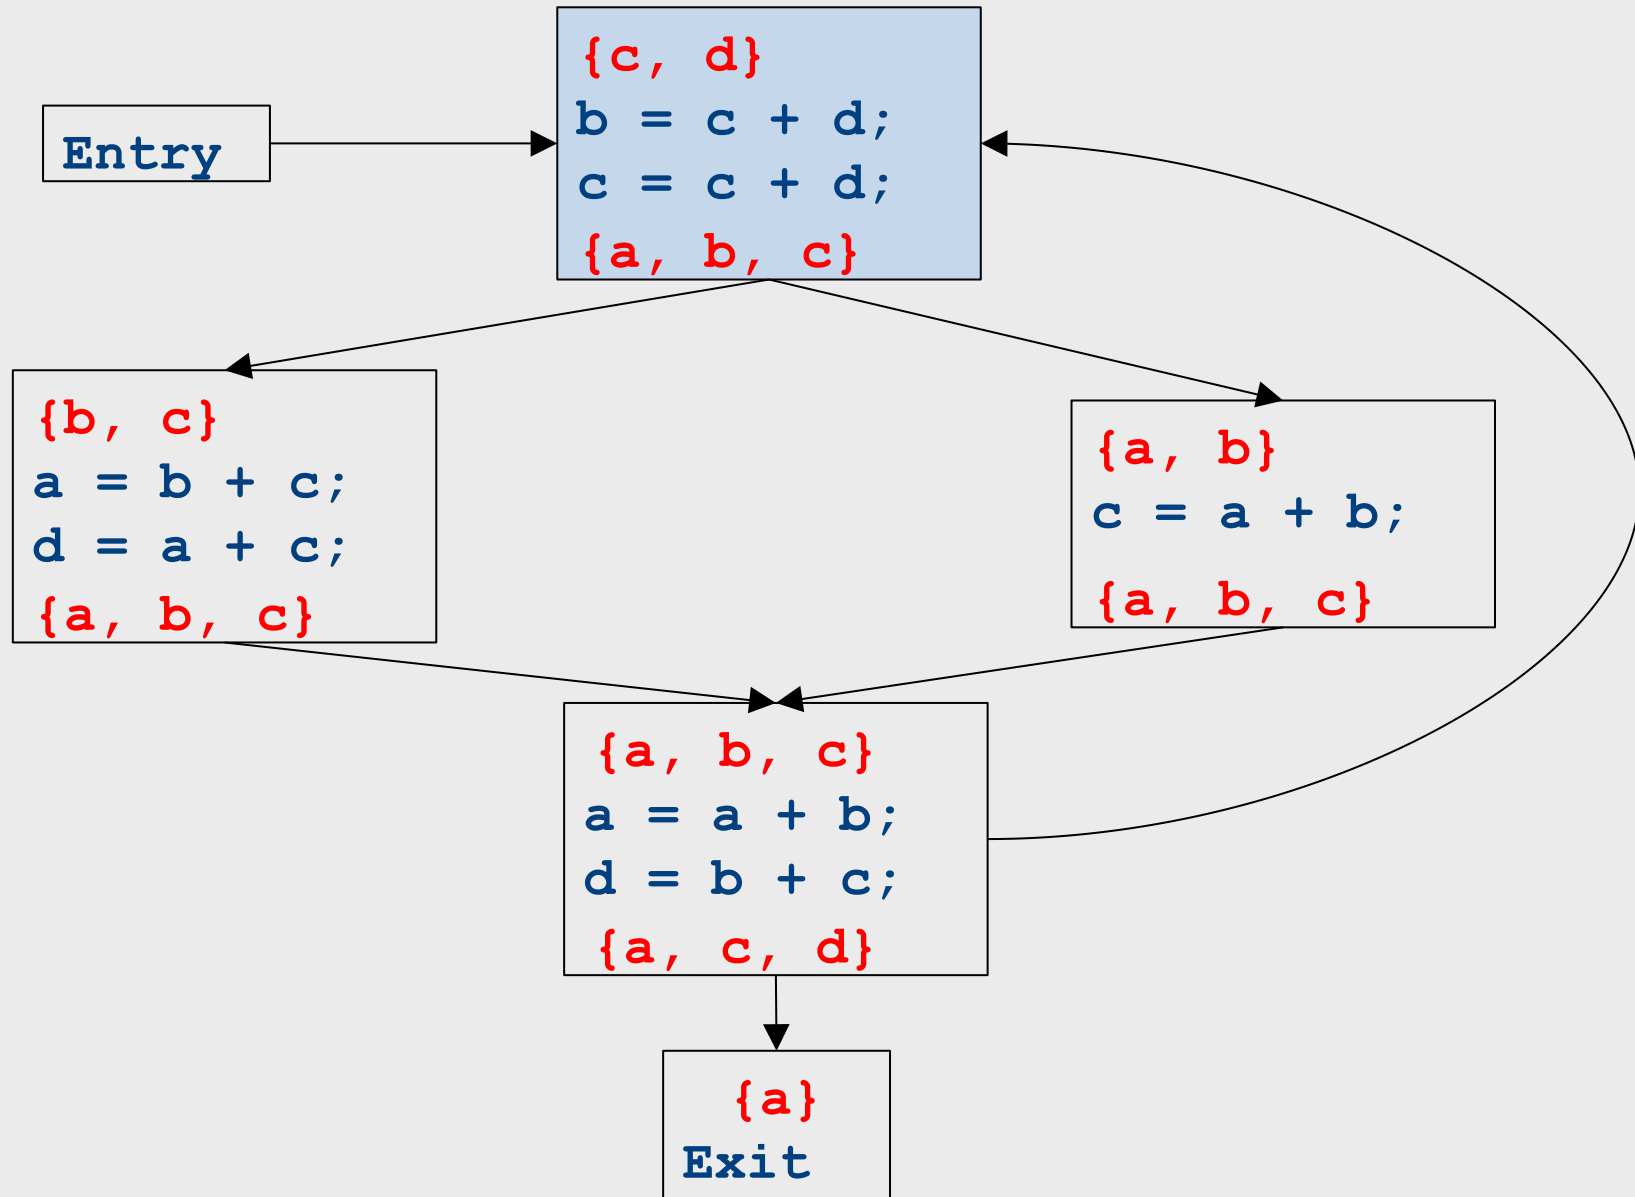 {c, d}
b = c + d;
c = c + d;
{a, b, c}
Entry
{b, c}
a = b + c;
d = a + c;
{a, b, c}
{a, b}
c = a + b;
{a, b, c}
{a, b, c}
a = a + b;
d = b + c;
{a, c, d}
{a}
Exit